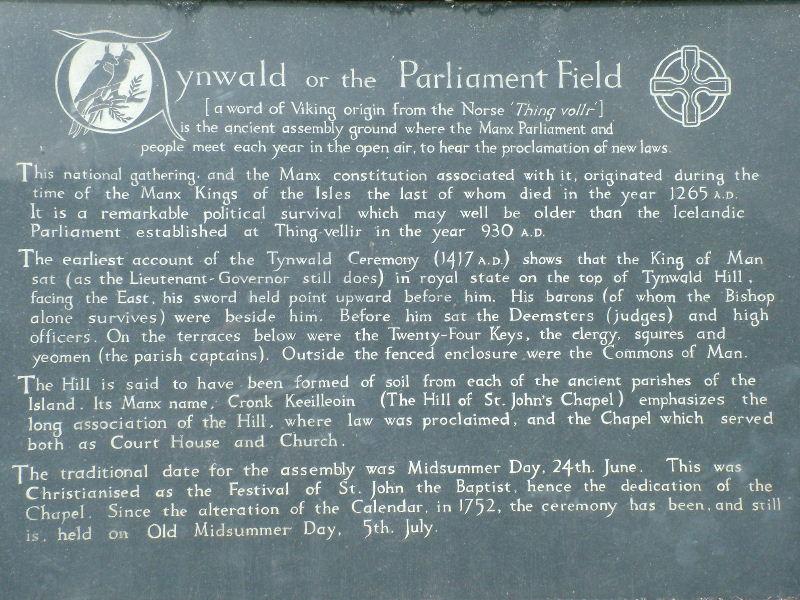 Tynwald or the Parliament Field
[a word of Viking origin from the Norse 'Thing vollr']
is the ancient assembly ground where the Manx Parliament and
people meet each year in the open air, to hear the proclamation of new laws.
This national gathering, and the Manx constitution associated with it, originated during the
time of the Manx Kings of the Isles the last of whom died in the year 1265 A.D.
It is a remarkable political survival which may well be older than the Icelandic
Parliament established at Thing-vellir in the year 930 A.D.
The earliest account of the Tynwald Ceremony (1417 A.D.) shows that the King of Man
sat (as the Lieutenant-Governor still does) in royal state on the top of Tynwald Hill,
facing the East, his sword held point upward before him. His barons (of whom the Bishop
alone survives) were beside him. Before him sat the Deemsters (judges) and high
officers. On the terraces below were the Twenty-Four Keys, the clergy, squires and
yeomen (the parish captains). Outside the fenced enclosure were the Commons of Man.
The Hill is said to have been formed of soil from each of the ancient parishes of the
Island. Its Manx name, Cronk Keeilleoin (The Hill of St. John's Chapel) emphasizes the
long association of the Hill, where law was proclaimed, and the Chapel which served
both as Court House and Church.
The traditional date for the assembly was Midsummer Day, 24th. June. This was
Christianised as the Festival of St. John the Baptist, hence the dedication of the
Chapel. Since the alteration of the Calendar, in 1752, the ceremony has been, and still
is, held on Old Midsummer Day, 5th. July.